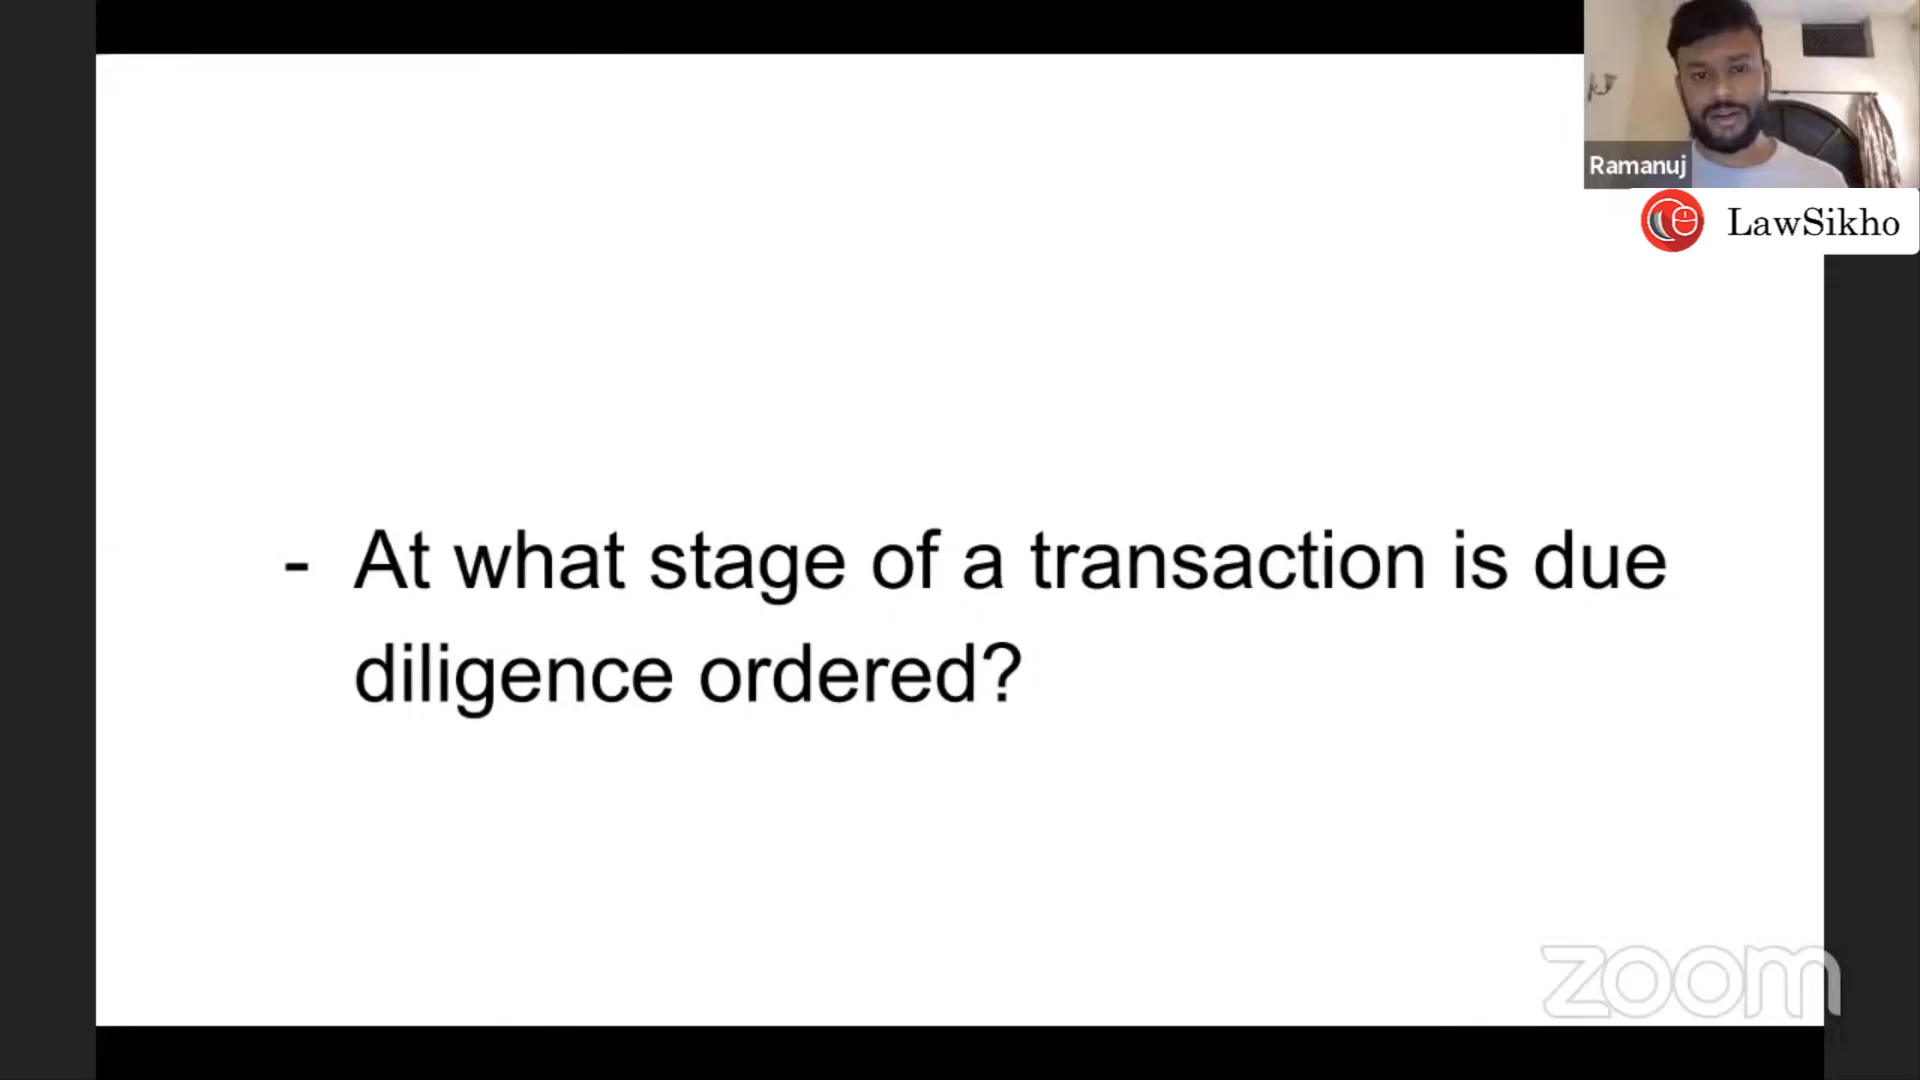 Ramanuj
LawSikho
- At what stage of a transaction is due
diligence ordered?
zoom